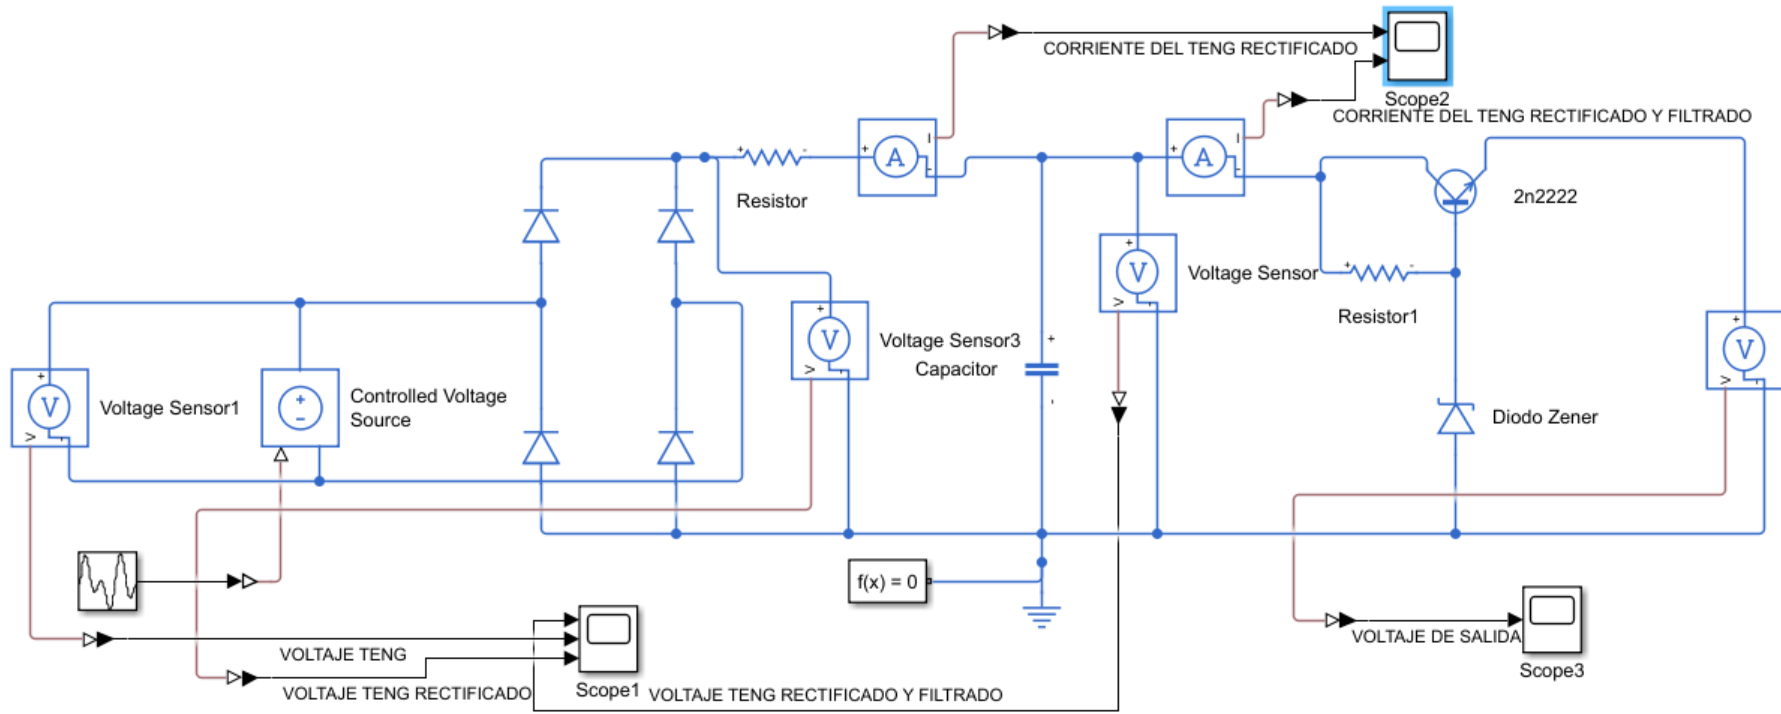 CORRIENTE DEL TENG RECTIFICADO
Scope2
CORRIENTE DEL TENG RECTIFICADO Y FILTRADO
+ - + A I - + A I -
Resistor
2n2222
+ V V -
Voltage Sensor
+ -
Resistor1
+ V V -
Voltage Sensor3
Capacitor
+ -
+ V V -
Voltage Sensor1
+ -
Controlled Voltage
Source
+ V V -
Diodo Zener
f(x) = 0
VOLTAJE TENG
VOLTAJE TENG RECTIFICADO
Scope1
VOLTAJE TENG RECTIFICADO Y FILTRADO
VOLTAJE DE SALIDA
Scope3